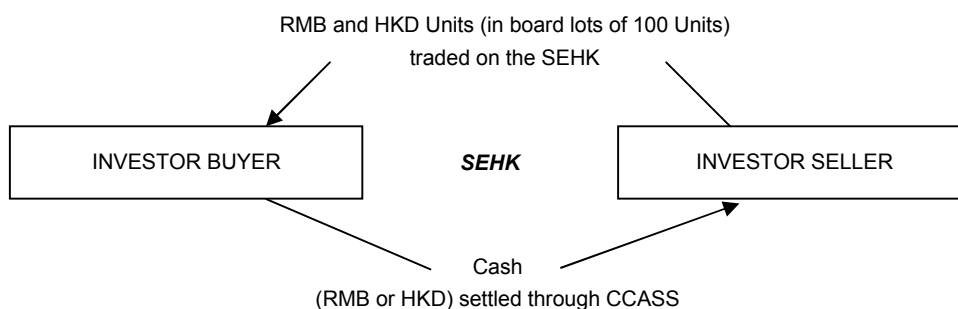 RMB and HKD Units (in board lots of 100 Units)
traded on the SEHK
INVESTOR BUYER
SEHK
INVESTOR SELLER
Cash
(RMB or HKD) settled through CCASS